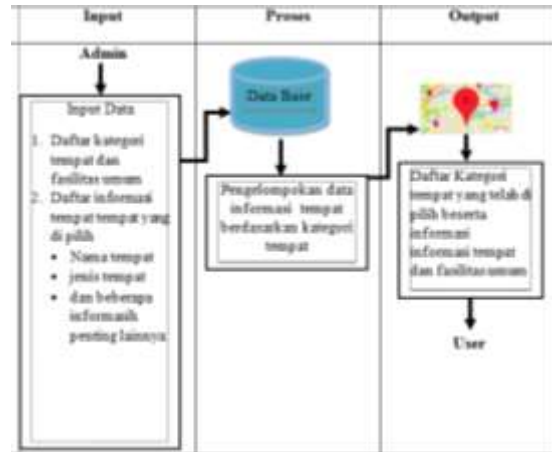 Input
Proses
Output
Admin
Input Data
1. Daftar kategori
tempat dan
fasilitas umum
2. Daftar informasi
tempat tempat yang
di pilih
• Nama tempat
• jenis tempat
• dan beberapa
informasih
penting lainnya
Data Base
Pengelompokan data
informasi tempat
berdasarkan kategori
tempat
Daftar Kategori
tempat yang telah di
pilih beserta
informasi
informasi tempat
dan fasilitas umum
User